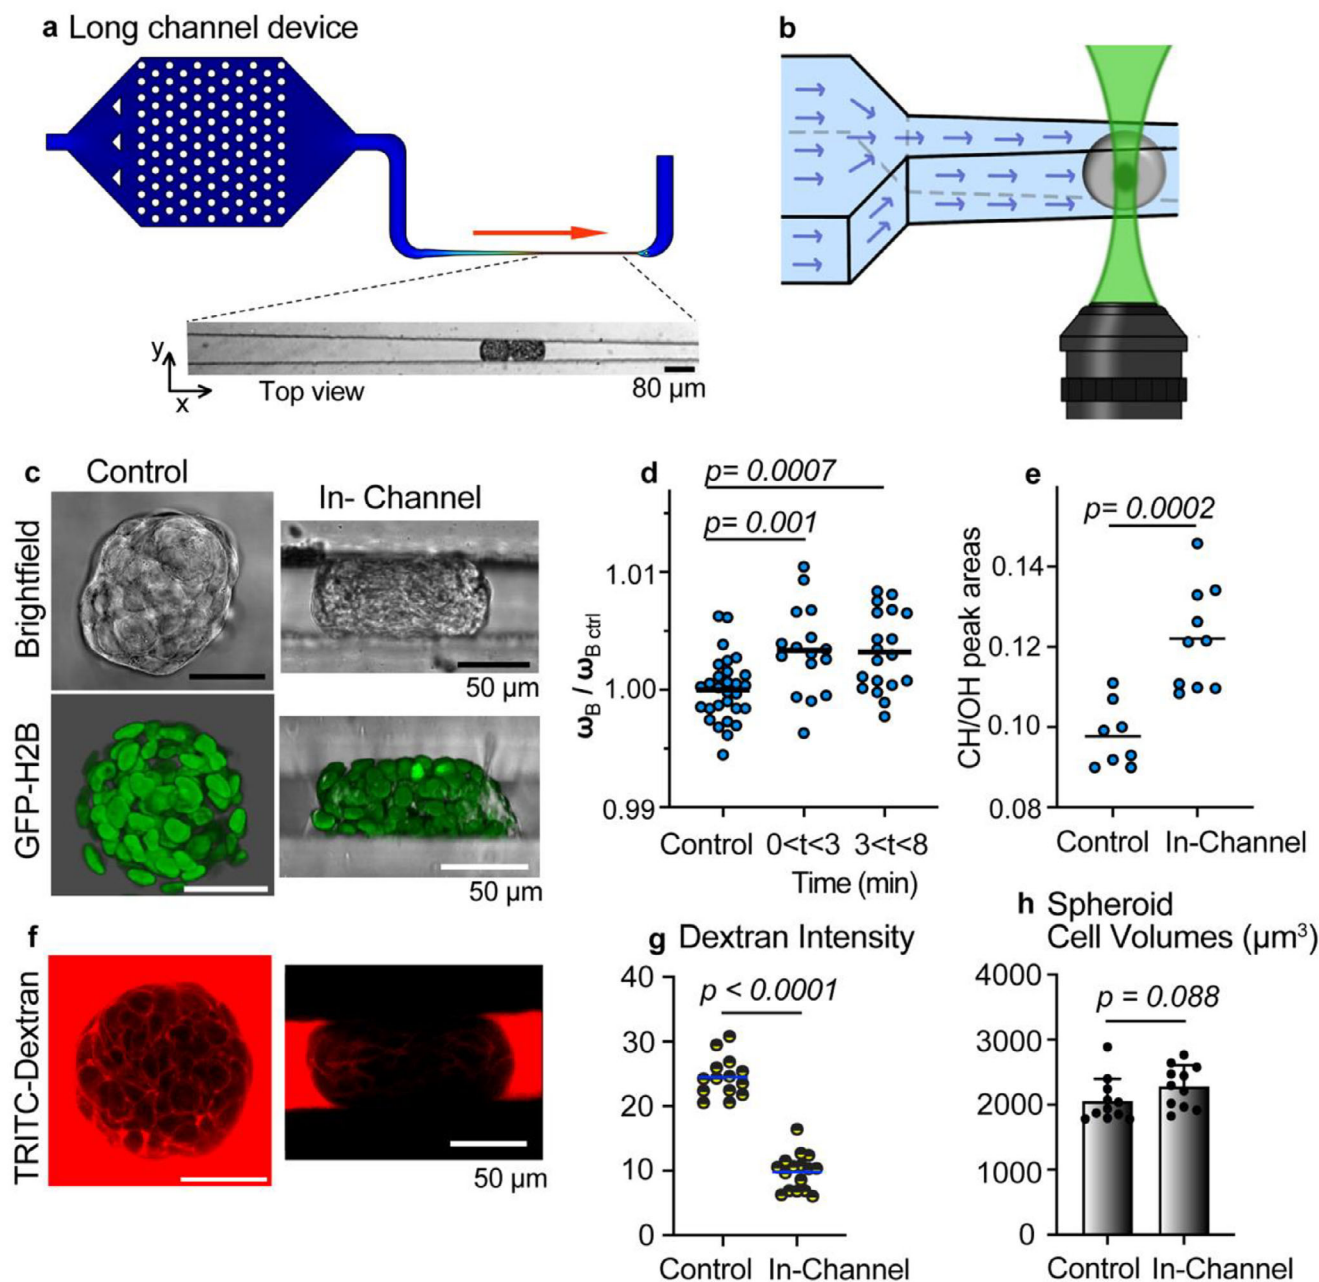 a Long channel device
b
y
x
Top view
80 µm
c Control
In- Channel
Brightfield
50 µm
GFP-H2B
50 µm
d
p= 0.0007
p= 0.001
1.01
1.00
0.99
ω_B / ω_B ctrl
Control 0<t<3 3<t<8
Time (min)
e
p= 0.0002
0.14
0.12
0.10
0.08
CH/OH peak areas
Control In-Channel
f
TRITC-Dextran
50 µm
g Dextran Intensity
p < 0.0001
40
30
20
10
0
Control In-Channel
h Spheroid
Cell Volumes (µm³)
p = 0.088
4000
3000
2000
1000
0
Control In-Channel